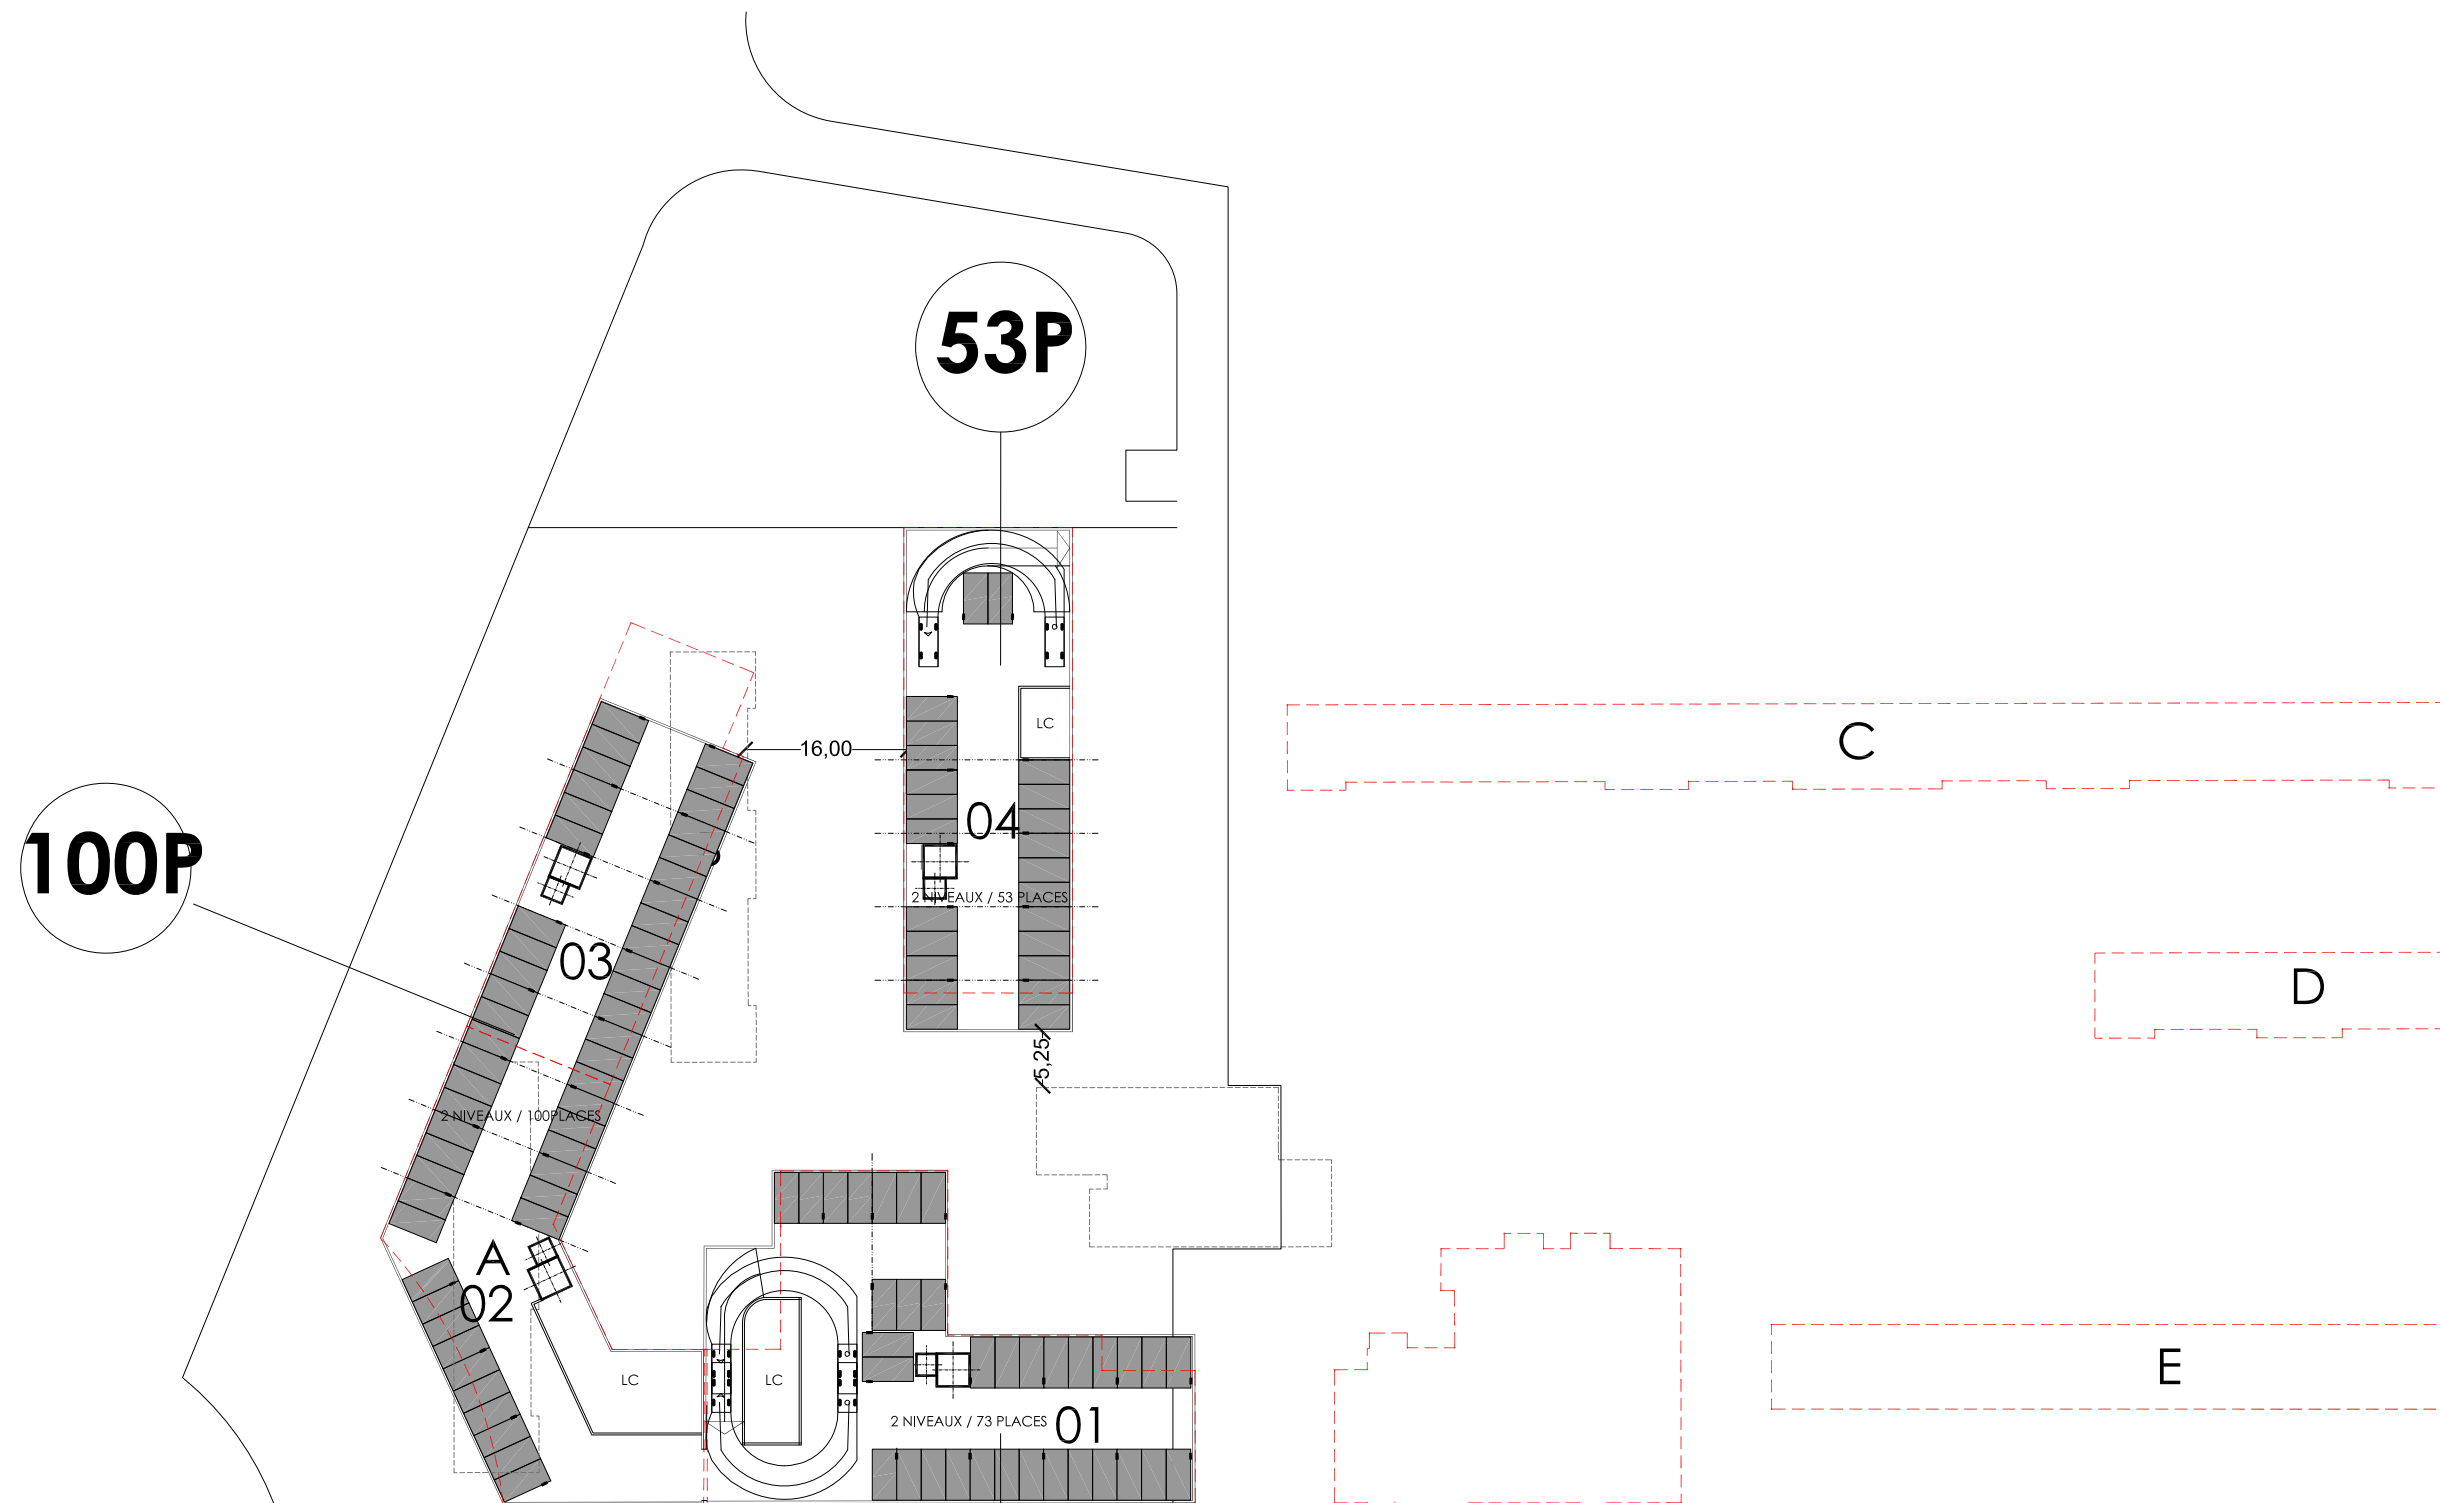 53P
16,00
LC
C
04
100P
2 NIVEAUX / 53 PLACES
03
D
5,25
2 NIVEAUX / 100PLACES
A
02
E
LC
LC
2 NIVEAUX / 73 PLACES
01